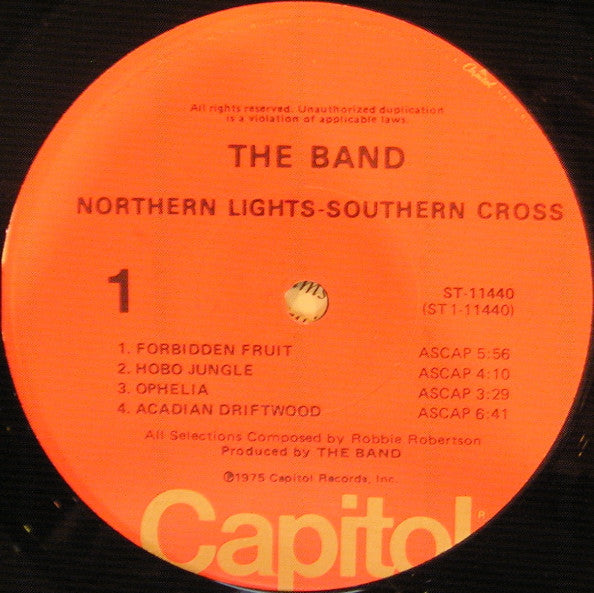 Capitol
All rights reserved. Unauthorized duplication
is a violation of applicable laws.
THE BAND
NORTHERN LIGHTS-SOUTHERN CROSS
1
ST-11440
(ST 1-11440)
1. FORBIDDEN FRUIT ASCAP 5:56
2. HOBO JUNGLE ASCAP 4:10
3. OPHELIA ASCAP 3:29
4. ACADIAN DRIFTWOOD ASCAP 6:41
All Selections Composed by Robbie Robertson
Produced by THE BAND
℗1975 Capitol Records, Inc.
Capitol®